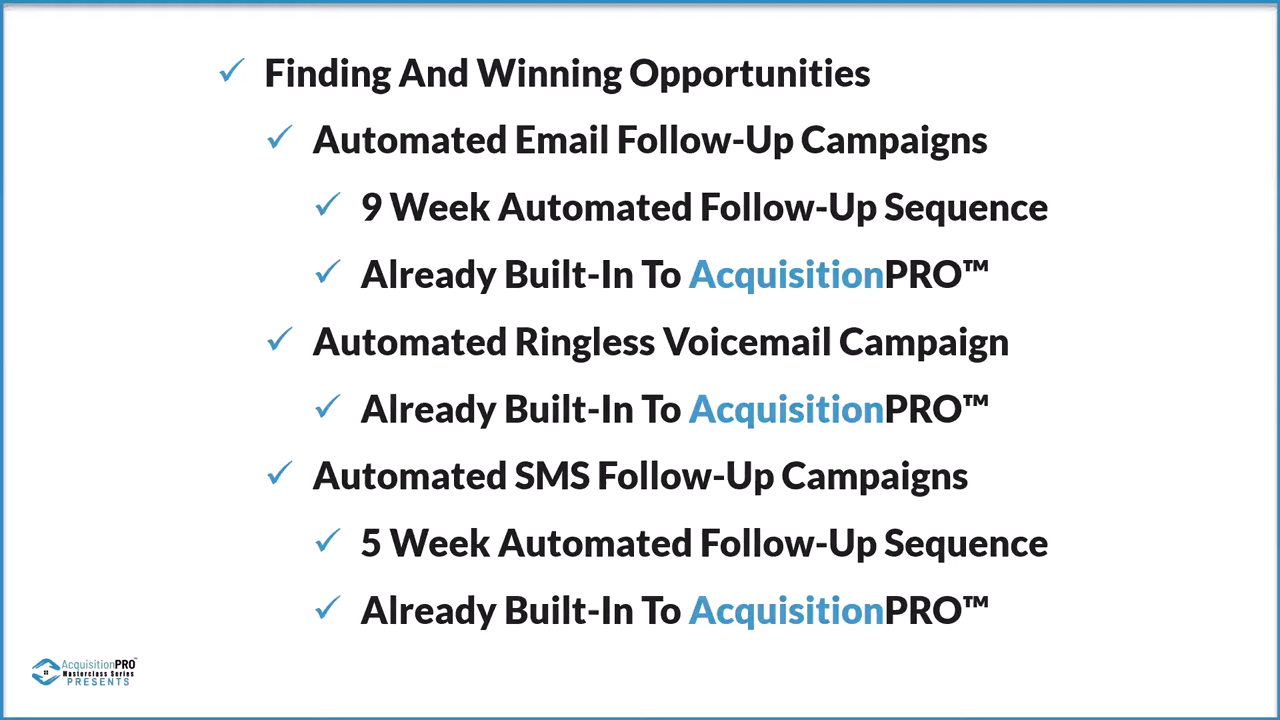 Finding And Winning Opportunities
Automated Email Follow-Up Campaigns
9 Week Automated Follow-Up Sequence
Already Built-In To AcquisitionPRO™
Automated Ringless Voicemail Campaign
Already Built-In To AcquisitionPRO™
Automated SMS Follow-Up Campaigns
5 Week Automated Follow-Up Sequence
Already Built-In To AcquisitionPRO™
AcquisitionPRO™
Masterclass Series
PRESENTS